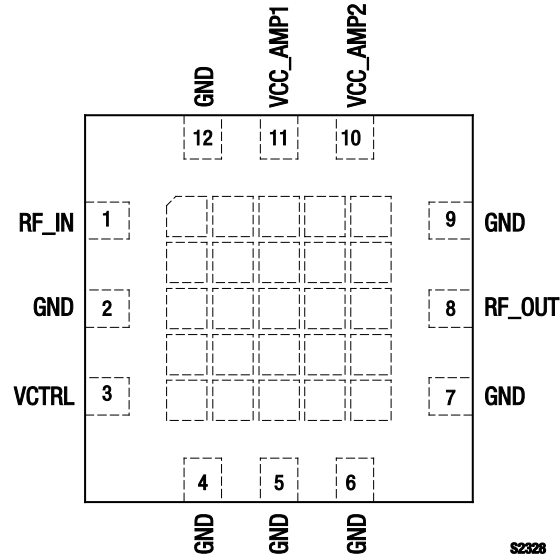 GND
VCC_AMP1
VCC_AMP2
12
11
10
RF_IN
1
9
GND
GND
2
8
RF_OUT
VCTRL
3
7
GND
4
5
6
GND
GND
GND
S2328